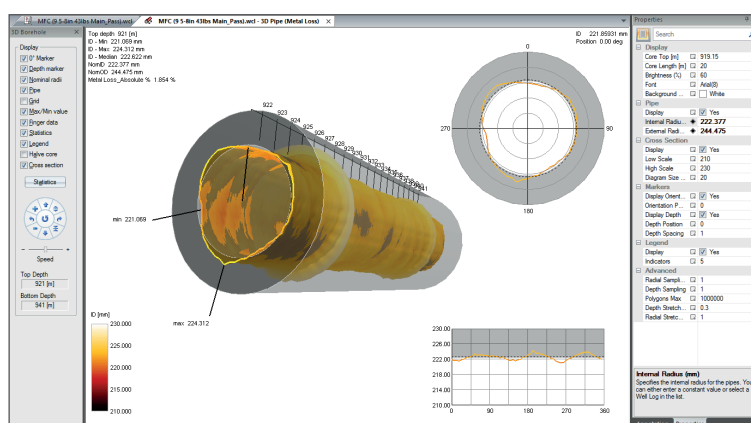 MFC (9 5-8in 43lbs Main_Pass).wcl
MFC (9 5-8in 43lbs Main_Pass).wcl - 3D Pipe (Metal Loss)
3D Borehole
Display
0° Marker
Depth marker
Nominal radii
Pipe
Grid
Max/Min value
Finger data
Statistics
Legend
Halve core
Cross section
Statistics
Speed
Top Depth
921 [m]
Bottom Depth
941 [m]
Top depth 921 [m]
ID - Min 221.069 mm
ID - Max 224.312 mm
ID - Median 222.622 mm
NomID 222.377 mm
NomOD 244.475 mm
Metal Loss_Absolute % 1.854 %
922
923
924
925
926
927
928
929
930
931
932
933
934
935
941
min 221.069
max 224.312
ID [mm]
230.000
225.000
220.000
215.000
210.000
ID 221.85931 mm
Position 0.00 deg
0
270
90
180
230.00
226.00
222.00
218.00
214.00
210.00
0 90 180 270 360
Properties
Search
Display
Core Top [m] 919.15
Core Length [m] 20
Brightness (%) 60
Font Arial(8)
Background ... White
Pipe
Display Yes
Internal Radiu... 222.377
External Radi... 244.475
Cross Section
Display Yes
Low Scale 210
High Scale 230
Diagram Size ... 20
Markers
Display Orient... Yes
Orientation P... 0
Display Depth Yes
Depth Position 0
Depth Spacing 1
Legend
Display Yes
Indicators 5
Advanced
Radial Sampli... 1
Depth Sampling 1
Polygons Max 1000000
Depth Stretch... 0.3
Radial Stretc... 1
Internal Radius (mm)
Specifies the internal radius for the pipes. You
can either enter a constant value or select a
Well Log in the list.